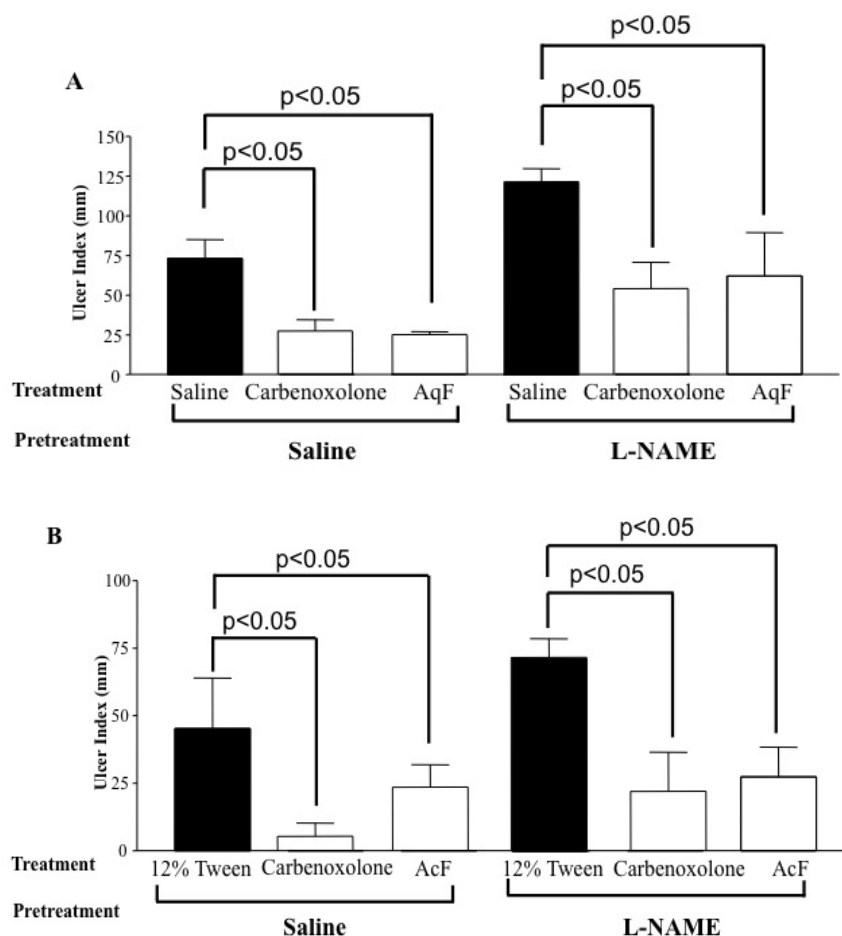 A
p<0.05
p<0.05
p<0.05
p<0.05
Ulcer Index (mm)
150
125
100
75
50
25
0
Treatment Saline Carbenoxolone AqF Saline Carbenoxolone AqF
Pretreatment Saline L-NAME
B
p<0.05
p<0.05
p<0.05
p<0.05
Ulcer Index (mm)
100
75
50
25
0
Treatment 12% Tween Carbenoxolone AcF 12% Tween Carbenoxolone AcF
Pretreatment Saline L-NAME